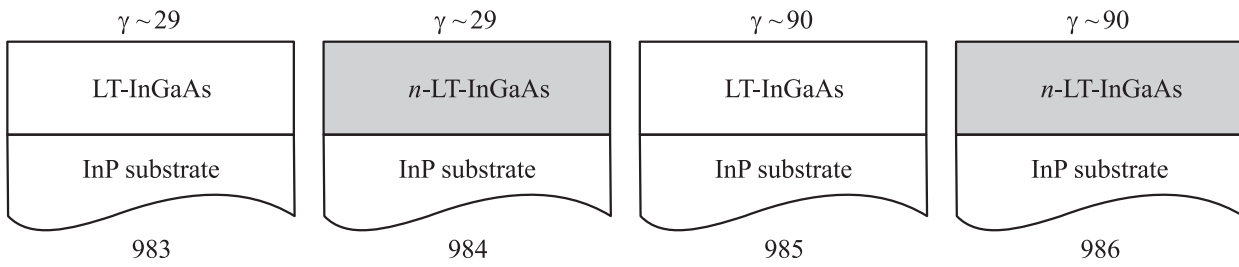 γ ~ 29 γ ~ 29 γ ~ 90 γ ~ 90
LT-InGaAs n-LT-InGaAs LT-InGaAs n-LT-InGaAs
InP substrate InP substrate InP substrate InP substrate
983 984 985 986